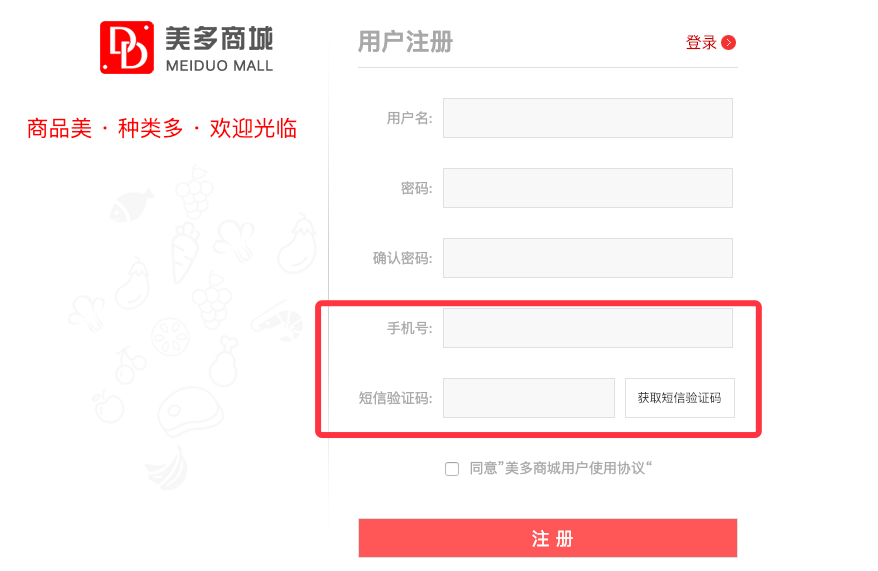 美多商城
MEIDUO MALL
商品美 · 种类多 · 欢迎光临
用户注册
登录
用户名:
密码:
确认密码:
手机号:
短信验证码:
获取短信验证码
同意”美多商城用户使用协议“
注 册